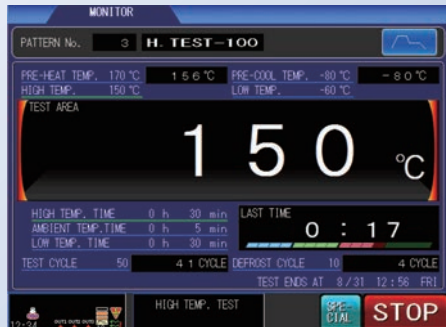 MONITOR
PATTERN No. 3 H. TEST-100
PRE-HEAT TEMP. 170 °C 156°C PRE-COOL TEMP. -80 °C -80°C
HIGH TEMP. 150 °C LOW TEMP. -60 °C
TEST AREA
150 °C
HIGH TEMP. TIME 0 h 30 min LAST TIME
AMBIENT TEMP.TIME 0 h 5 min 0 : 17
LOW TEMP. TIME 0 h 30 min
TEST CYCLE 50 41 CYCLE DEFROST CYCLE 10 4 CYCLE
TEST ENDS AT 8/31 12:56 FRI
HIGH TEMP. TEST SPE-
CIAL STOP
12:34